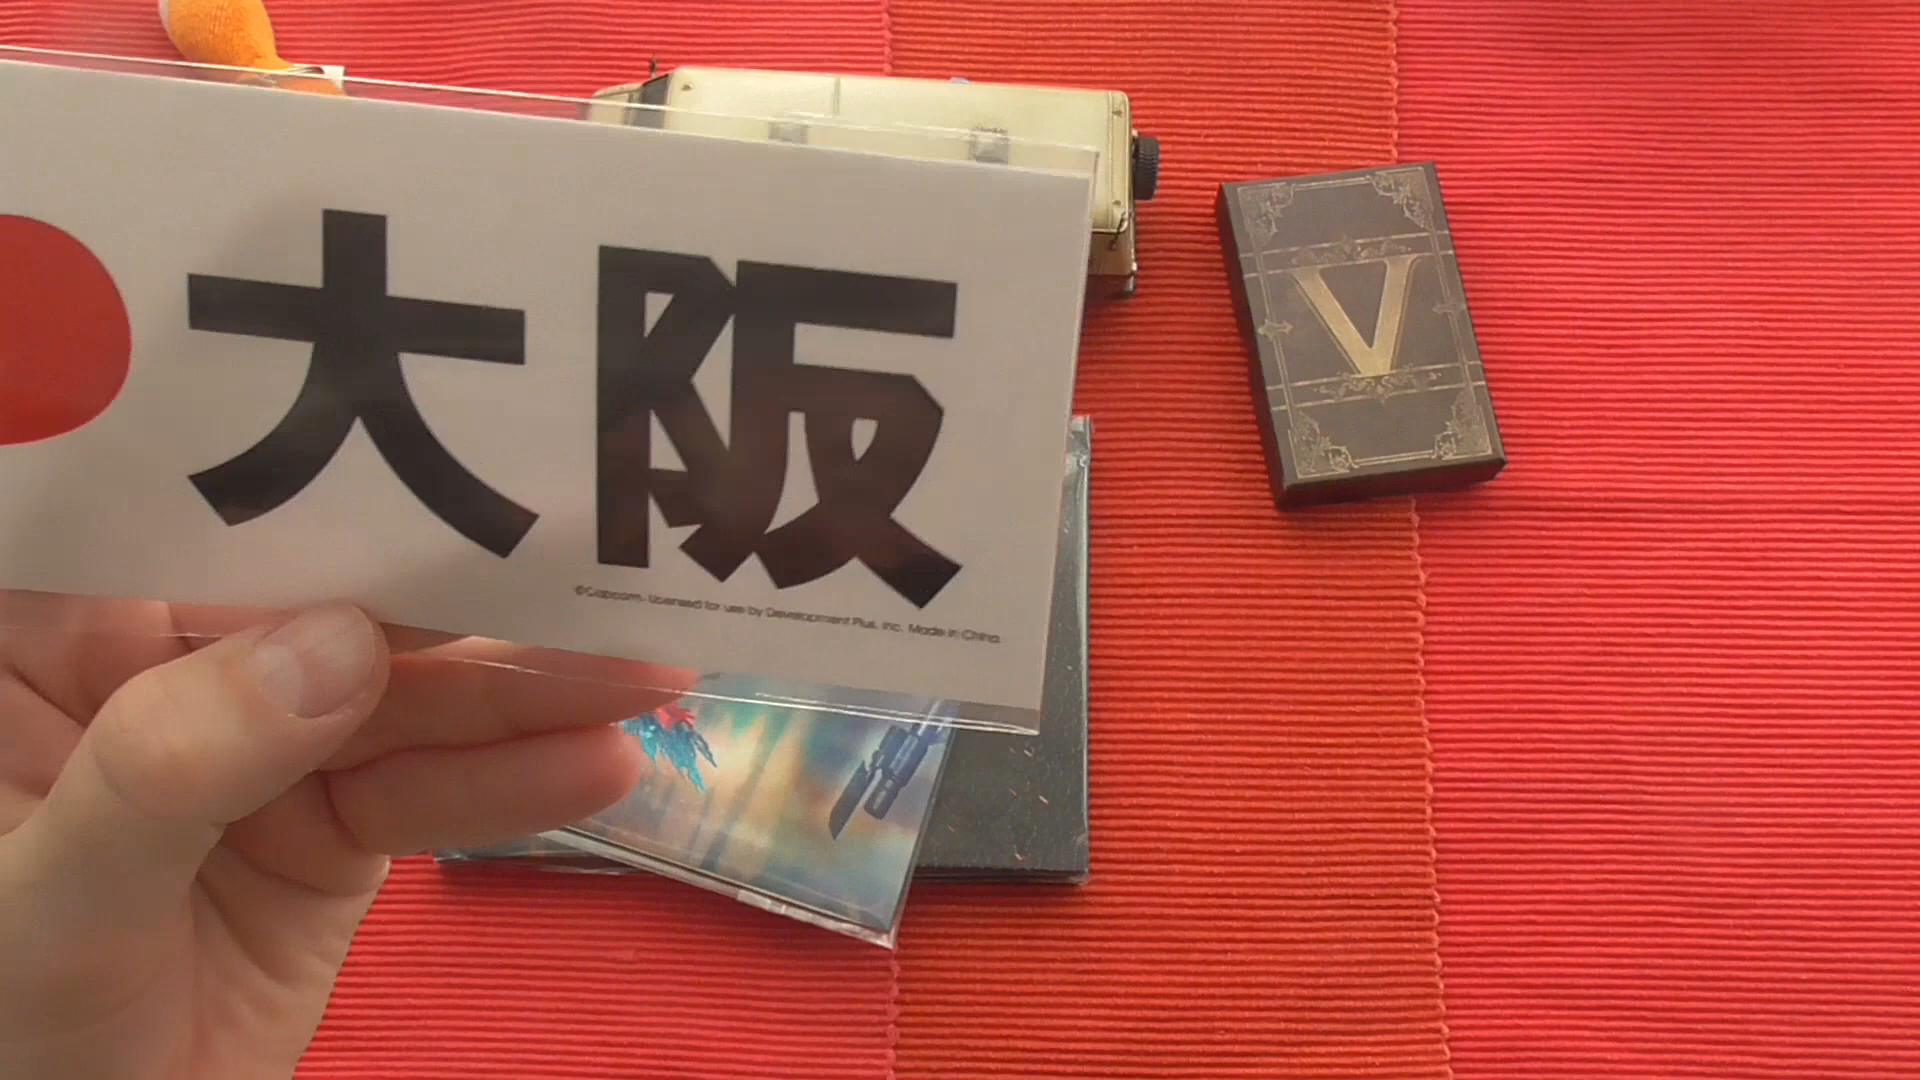 大阪
©Capcom. Licensed for use by Development Plus, Inc. Made in China
V